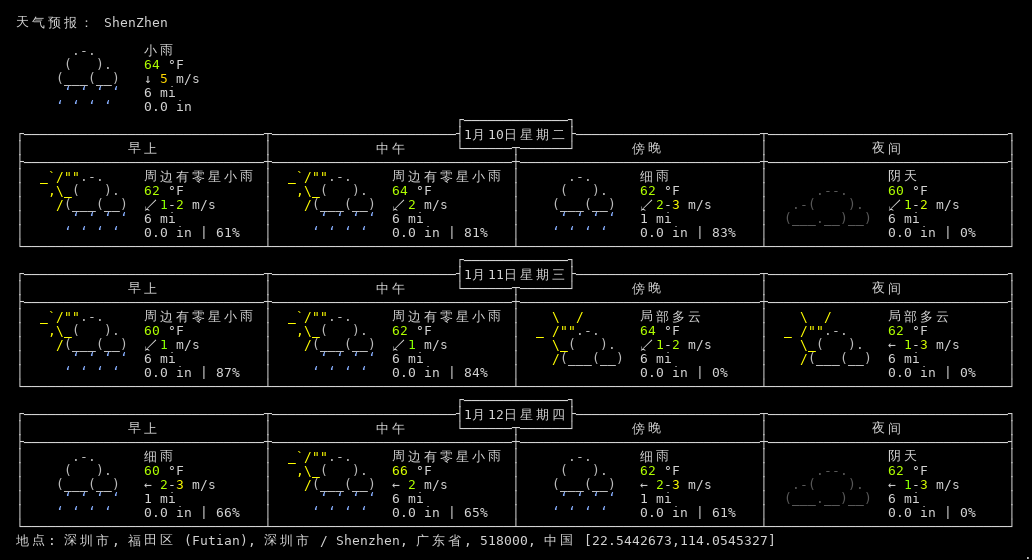 天气预报： ShenZhen
小雨
64 °F
↓ 5 m/s
6 mi
0.0 in
1月10日星期二
早上 中午 傍晚 夜间
周边有零星小雨 周边有零星小雨 细雨 阴天
62 °F 64 °F 62 °F 60 °F
↙1-2 m/s ↙2 m/s ↙2-3 m/s ↙1-2 m/s
6 mi 6 mi 1 mi 6 mi
0.0 in | 61% 0.0 in | 81% 0.0 in | 83% 0.0 in | 0%
1月11日星期三
早上 中午 傍晚 夜间
周边有零星小雨 周边有零星小雨 局部多云 局部多云
60 °F 62 °F 64 °F 62 °F
↙1 m/s ↙1 m/s ↙1-2 m/s ← 1-3 m/s
6 mi 6 mi 6 mi 6 mi
0.0 in | 87% 0.0 in | 84% 0.0 in | 0% 0.0 in | 0%
1月12日星期四
早上 中午 傍晚 夜间
细雨 周边有零星小雨 细雨 阴天
60 °F 66 °F 62 °F 62 °F
← 2-3 m/s ← 2 m/s ← 2-3 m/s ← 1-3 m/s
1 mi 6 mi 1 mi 6 mi
0.0 in | 66% 0.0 in | 65% 0.0 in | 61% 0.0 in | 0%
地点: 深圳市, 福田区 (Futian), 深圳市 / Shenzhen, 广东省, 518000, 中国 [22.5442673,114.0545327]